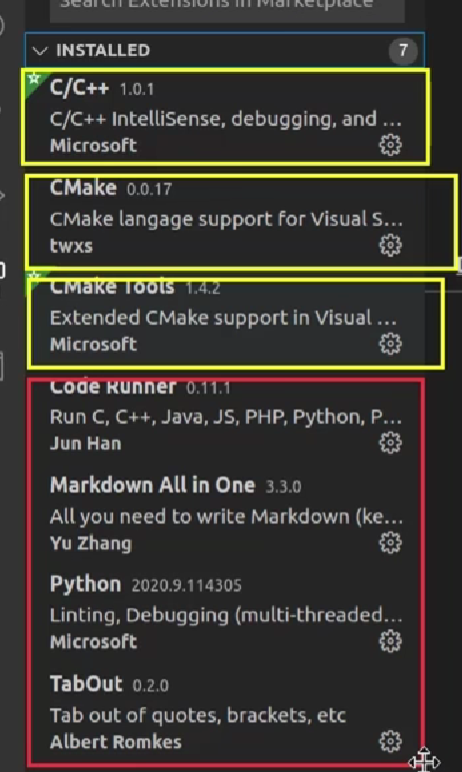 Search Extensions in Marketplace
INSTALLED 7
C/C++ 1.0.1
C/C++ IntelliSense, debugging, and ...
Microsoft
CMake 0.0.17
CMake langage support for Visual S...
twxs
CMake Tools 1.4.2
Extended CMake support in Visual ...
Microsoft
Code Runner 0.11.1
Run C, C++, Java, JS, PHP, Python, P...
Jun Han
Markdown All in One 3.3.0
All you need to write Markdown (ke...
Yu Zhang
Python 2020.9.114305
Linting, Debugging (multi-threaded...
Microsoft
TabOut 0.2.0
Tab out of quotes, brackets, etc
Albert Romkes